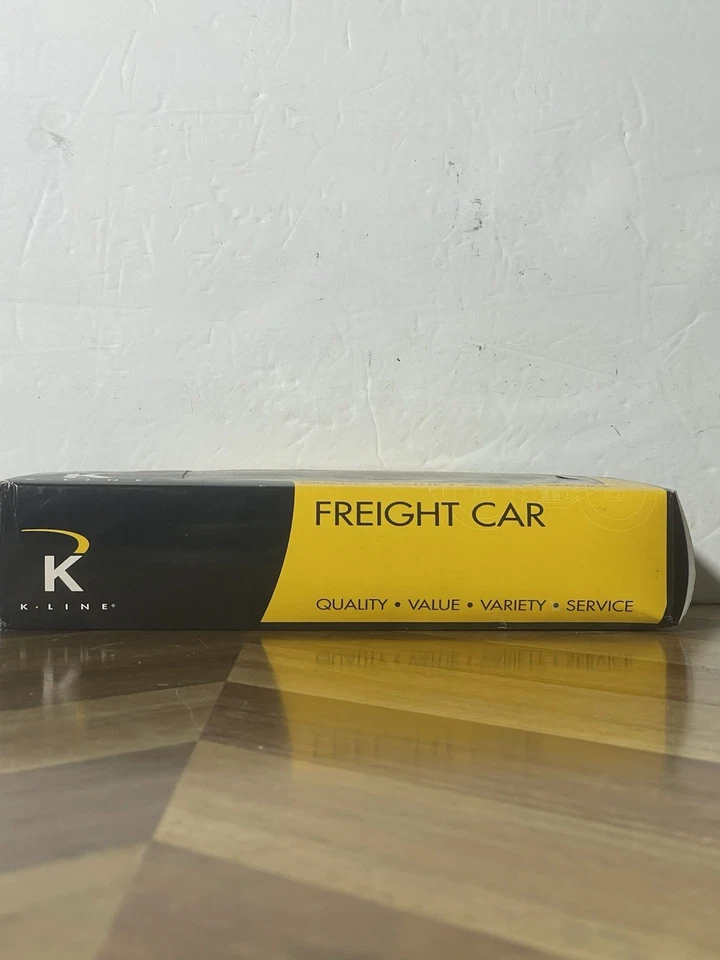 FREIGHT CAR
K
K·LINE®
QUALITY • VALUE • VARIETY • SERVICE